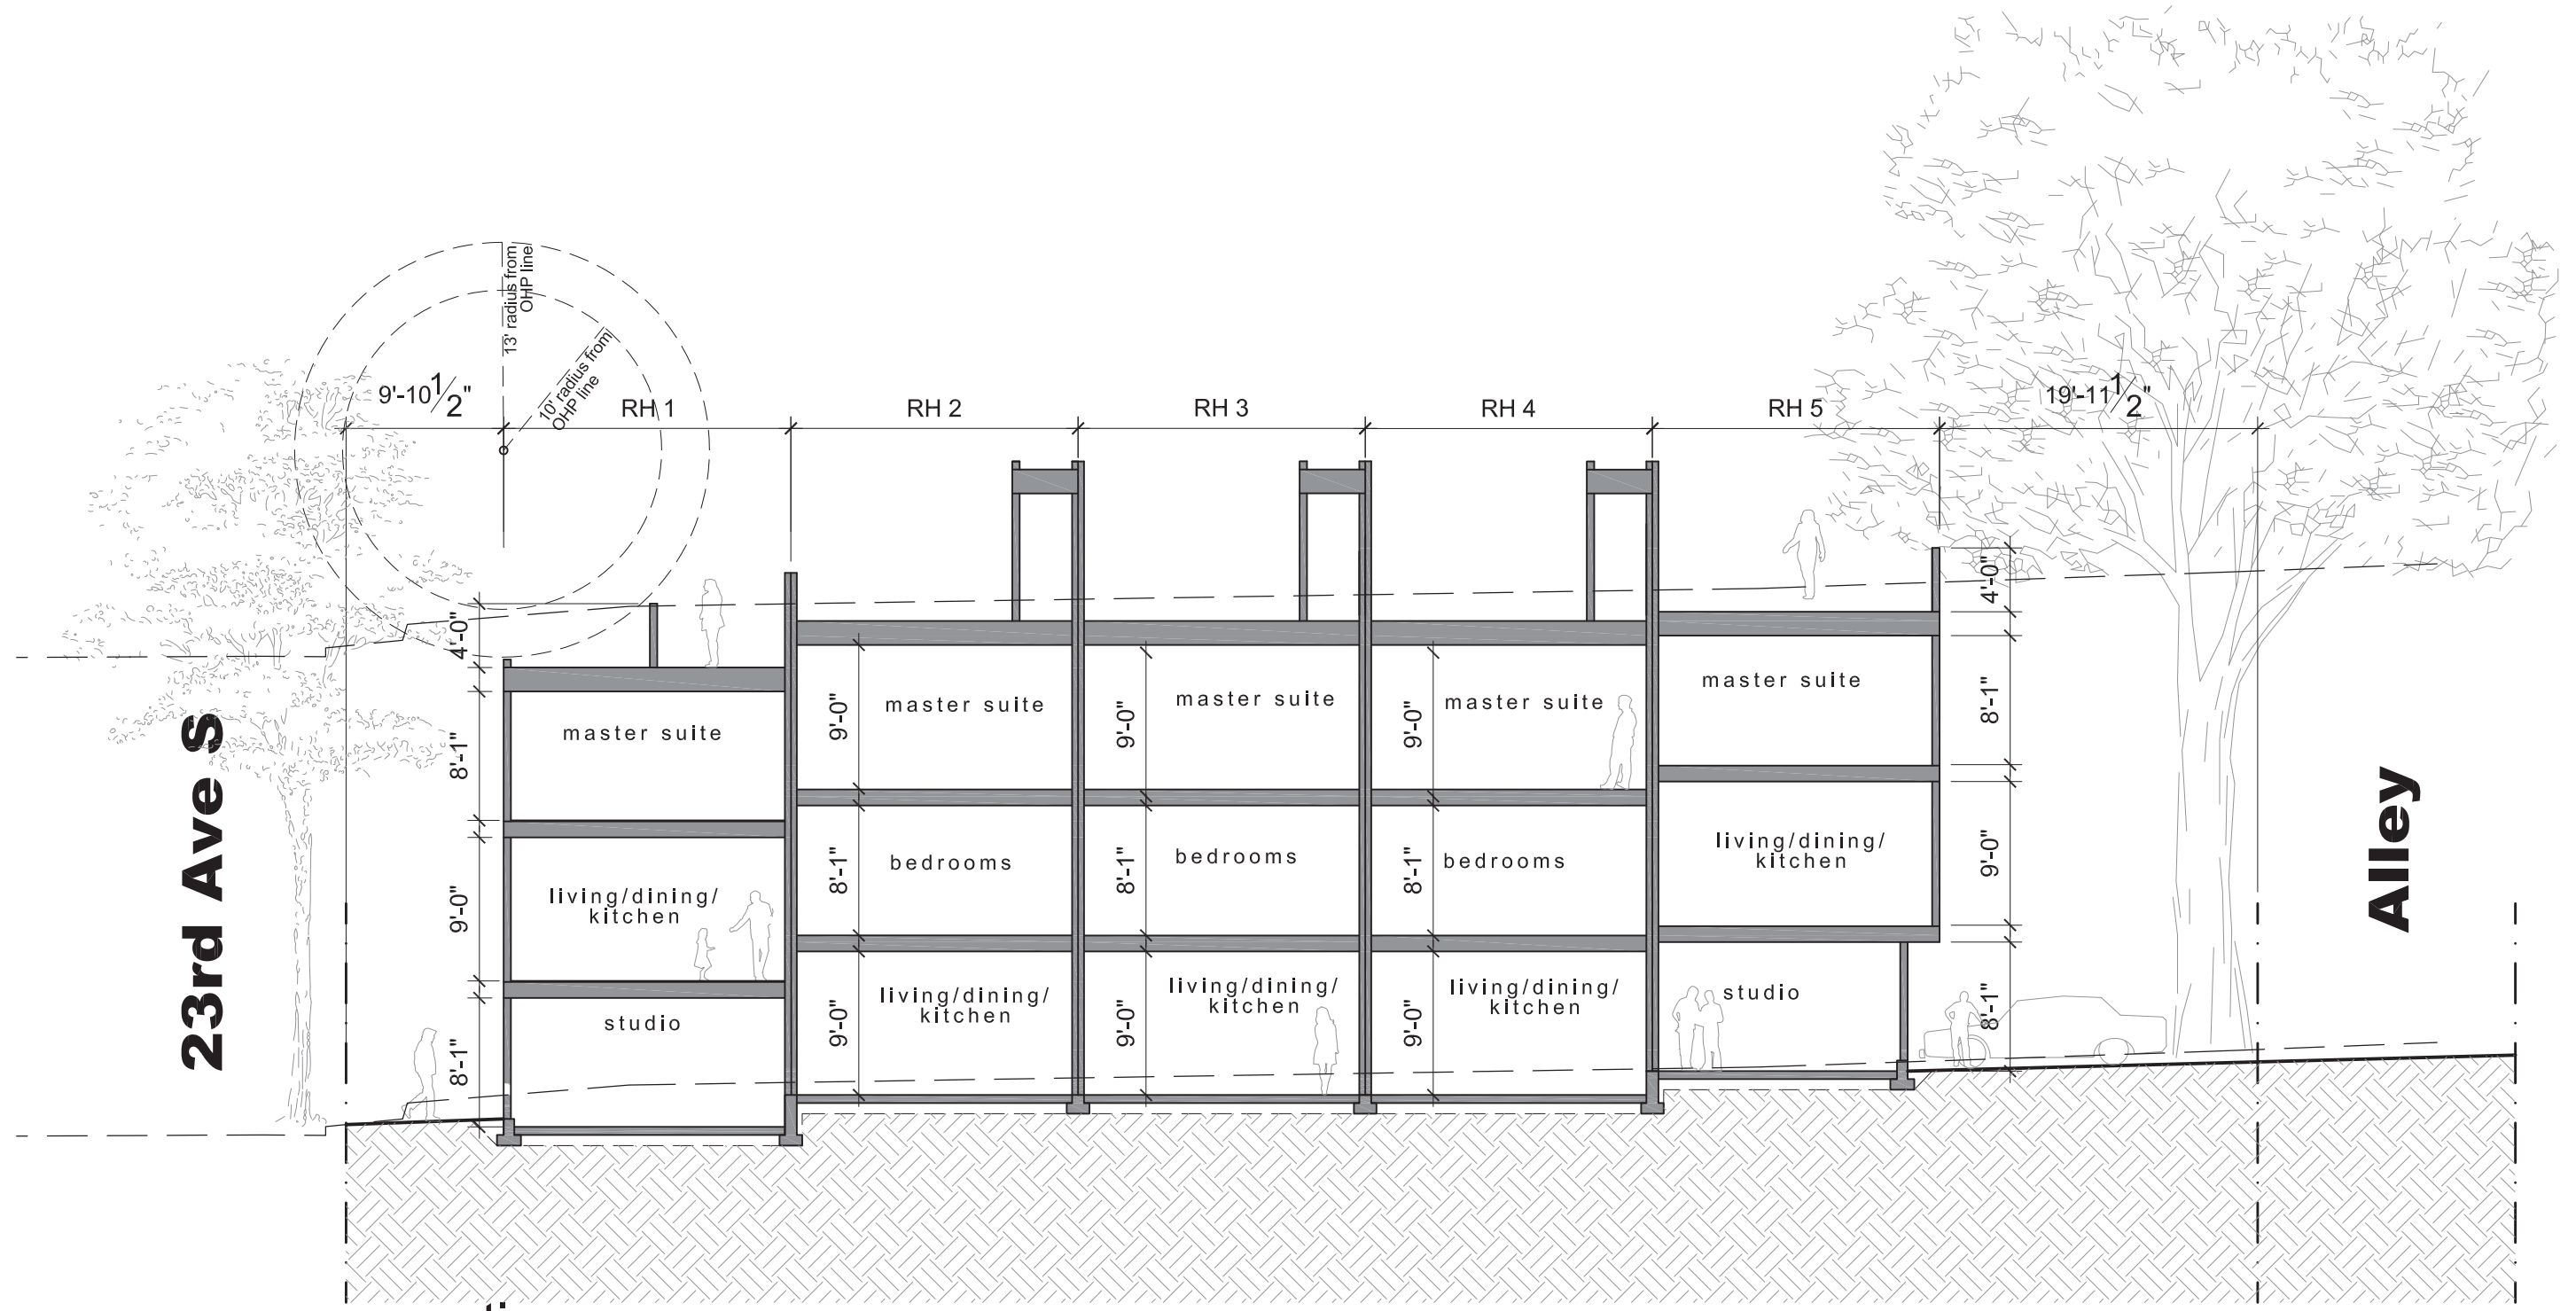 13' radius from
OHP line
10' radius from
OHP line
9'-10 1/2"
RH 1
RH 2
RH 3
RH 4
RH 5
19'-11 1/2"
4'-0"
4'-0"
master suite
master suite
master suite
master suite
master suite
8'-1"
9'-0"
9'-0"
9'-0"
8'-1"
living/dining/
kitchen
bedrooms
bedrooms
bedrooms
living/dining/
kitchen
9'-0"
8'-1"
8'-1"
8'-1"
9'-0"
studio
living/dining/
kitchen
living/dining/
kitchen
living/dining/
kitchen
studio
8'-1"
9'-0"
9'-0"
9'-0"
8'-1"
23rd Ave S
Alley